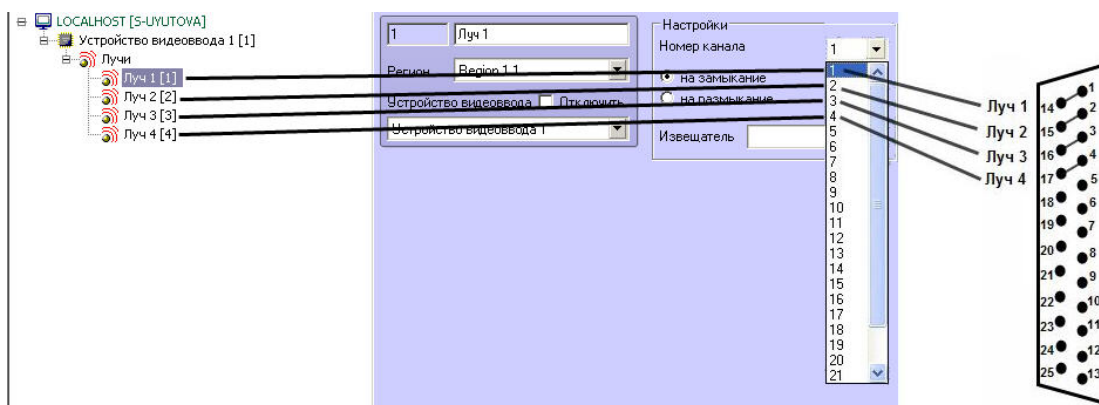 LOCALHOST [S-UYUTOVA]
Устройство видеоввода 1 [1]
Лучи
Луч 1 [1]
Луч 2 [2]
Луч 3 [3]
Луч 4 [4]
1
Луч 1
Регион
Region 1.1
Устройство видеоввода
Отключить
Устройство видеоввода 1
Настройки
Номер канала
1
на замыкание
на размыкание
Извещатель
1
2
3
4
5
6
7
8
9
10
11
12
13
14
15
16
17
18
19
20
21
Луч 1
Луч 2
Луч 3
Луч 4
1
14
2
15
3
16
4
17
5
18
6
19
7
20
8
21
9
22
10
23
11
24
12
25
13